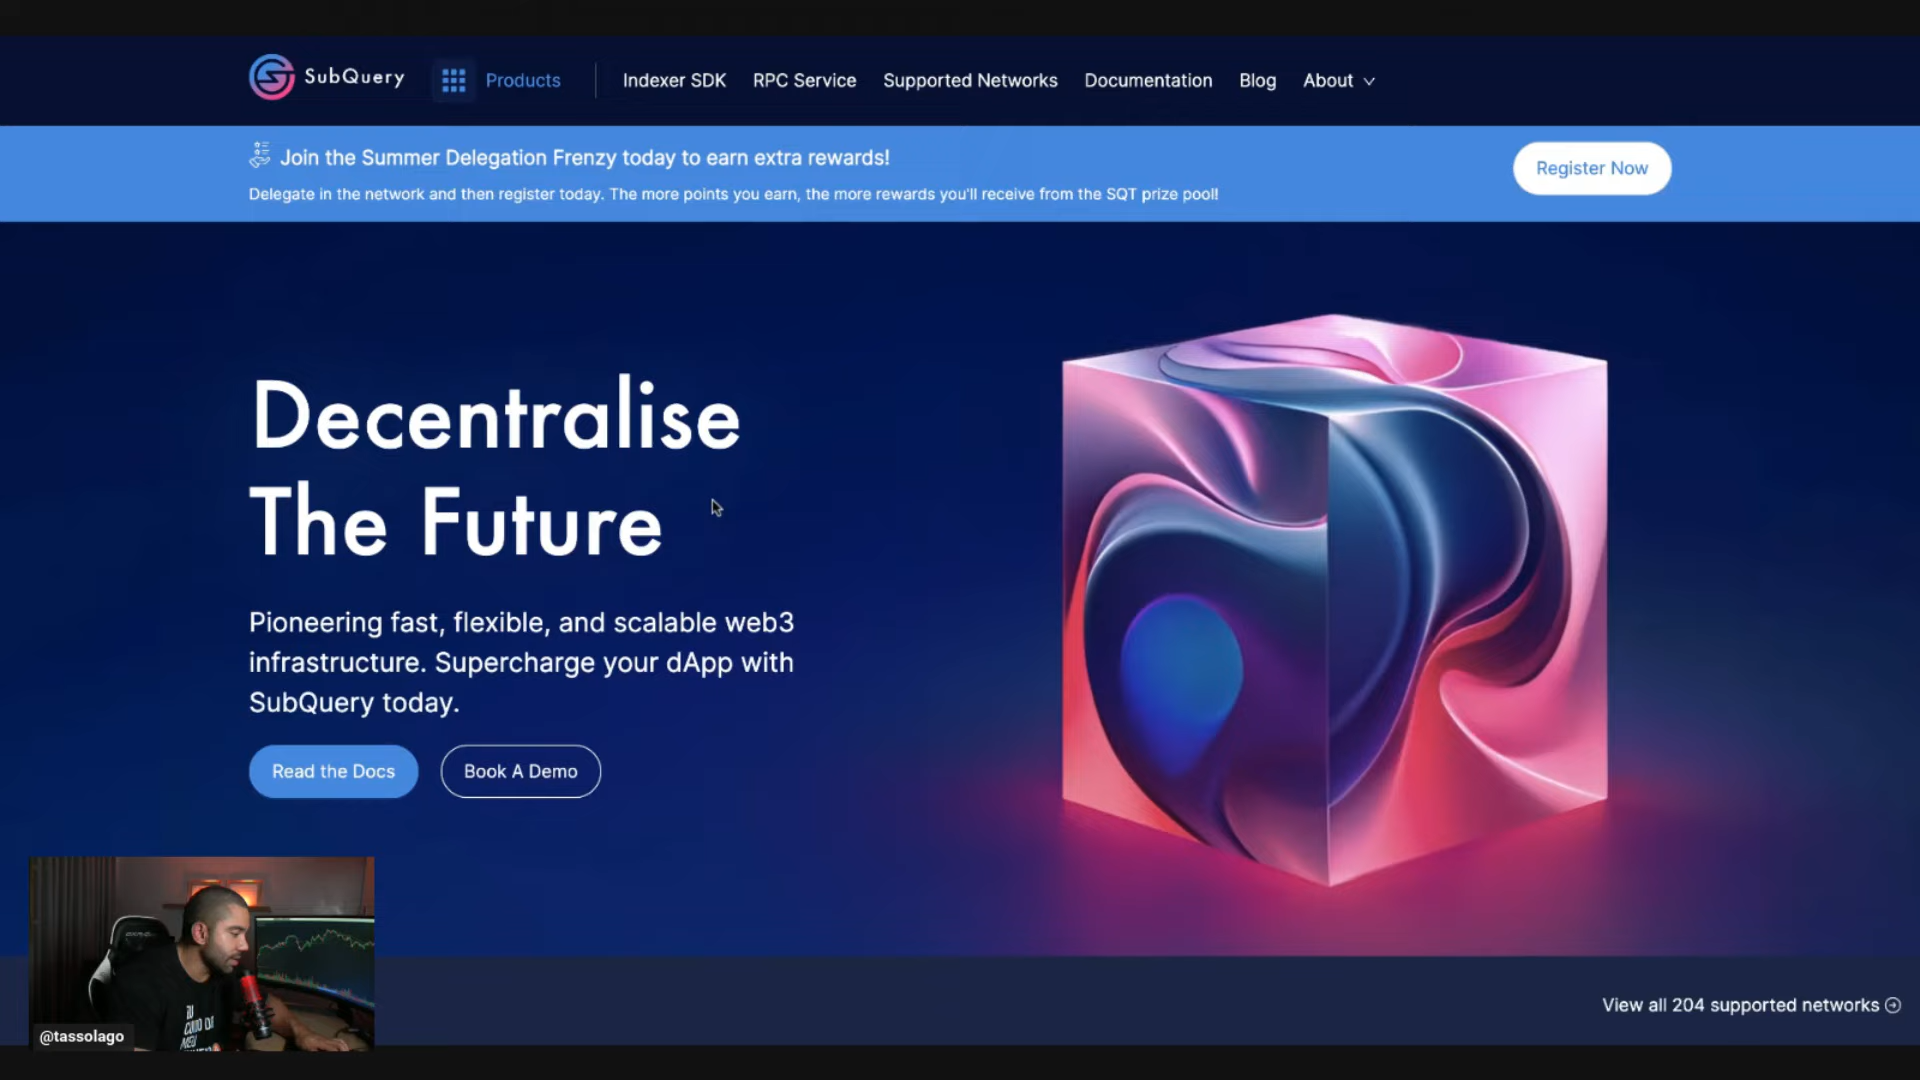 SubQuery
Products
Indexer SDK
RPC Service
Supported Networks
Documentation
Blog
About
Join the Summer Delegation Frenzy today to earn extra rewards!
Delegate in the network and then register today. The more points you earn, the more rewards you'll receive from the SQT prize pool!
Register Now
Decentralise
The Future
Pioneering fast, flexible, and scalable web3
infrastructure. Supercharge your dApp with
SubQuery today.
Read the Docs
Book A Demo
@tassolago
View all 204 supported networks